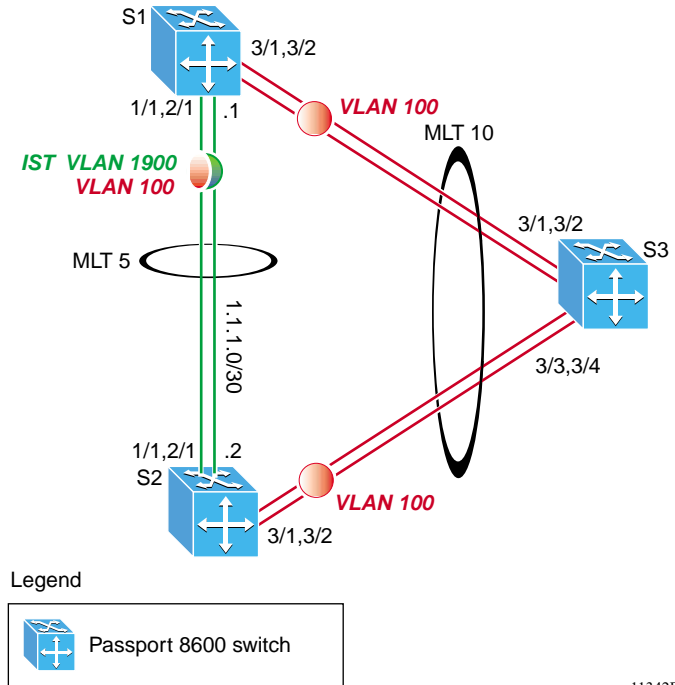 S1
3/1,3/2
1/1,2/1
.1
VLAN 100
MLT 10
IST VLAN 1900
VLAN 100
3/1,3/2
S3
MLT 5
1.1.1.0/30
3/3,3/4
1/1,2/1
.2
S2
VLAN 100
3/1,3/2
Legend
Passport 8600 switch